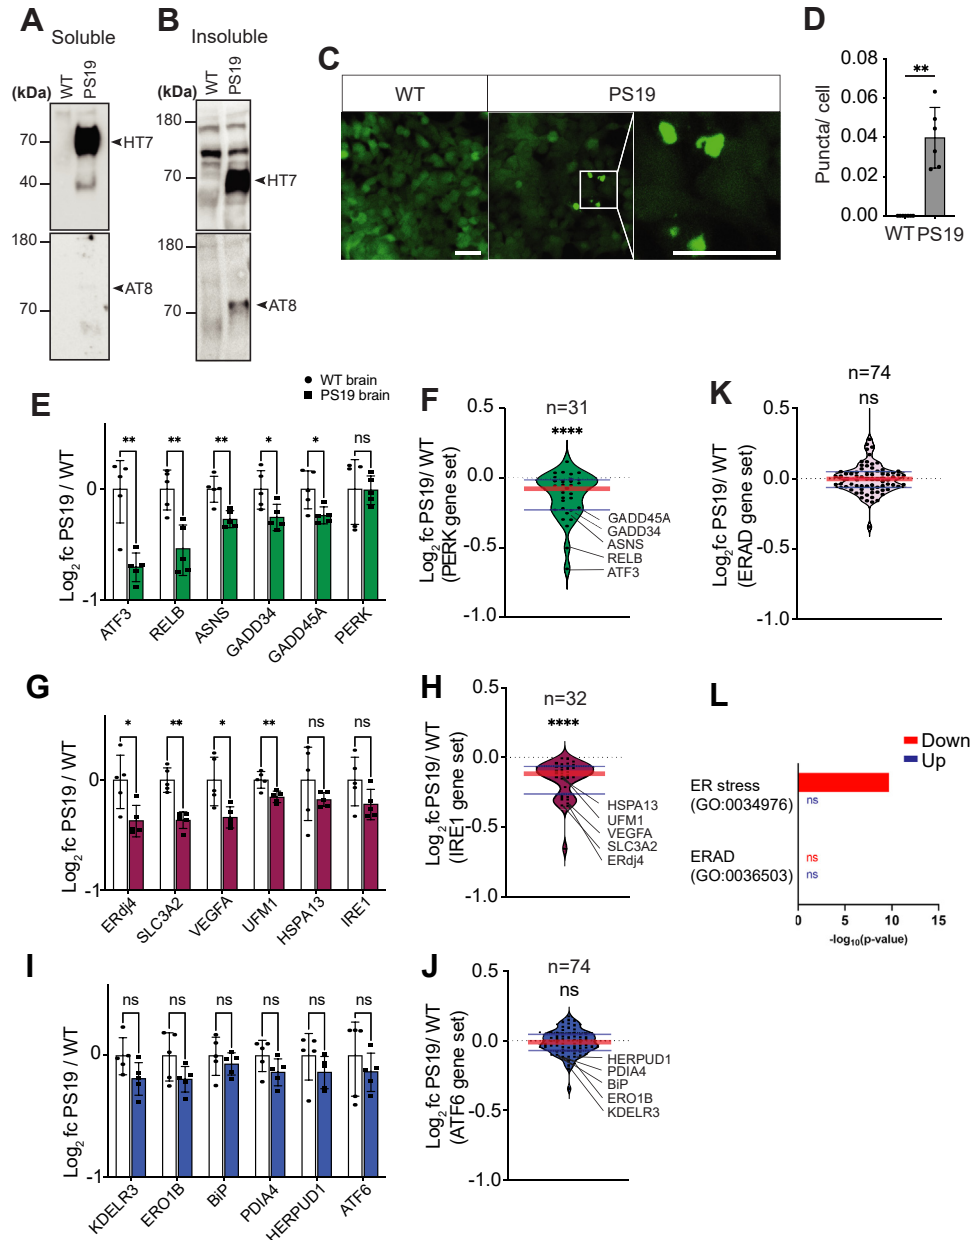 A
Soluble
WT
PS19
(kDa)
70
HT7
40
180
AT8
70
B
Insoluble
WT
PS19
(kDa)
180
70
HT7
180
AT8
70
C
WT
PS19
D
Puncta/ cell
0.08
0.06
0.04
0.02
0.00
**
WT
PS19
WT brain
PS19 brain
E
Log2 fc PS19/ WT
0
-1
**
**
**
*
*
ns
ATF3
RELB
ASNS
GADD34
GADD45A
PERK
F
Log2 fc PS19/ WT
(PERK gene set)
0.5
0.0
-0.5
-1.0
n=31
****
GADD45A
GADD34
ASNS
RELB
ATF3
K
Log2fc PS19/ WT
(ERAD gene set)
0.5
0.0
-0.5
-1.0
n=74
ns
G
Log2 fc PS19 / WT
0
-1
*
**
*
**
ns
ns
ERdj4
SLC3A2
VEGFA
UFM1
HSPA13
IRE1
H
Log2 fc PS19/ WT
(IRE1 gene set)
0.5
0.0
-0.5
-1.0
n=32
****
HSPA13
UFM1
VEGFA
SLC3A2
ERdj4
L
Down
Up
ER stress
(GO:0034976)
ns
ERAD
(GO:0036503)
ns
ns
0
5
10
15
-log10(p-value)
I
Log2 fc PS19 / WT
0
-1
ns
ns
ns
ns
ns
ns
KDELR3
ERO1B
BiP
PDIA4
HERPUD1
ATF6
J
Log2 fc PS19/ WT
(ATF6 gene set)
0.5
0.0
-0.5
-1.0
n=74
ns
HERPUD1
PDIA4
BiP
ERO1B
KDELR3